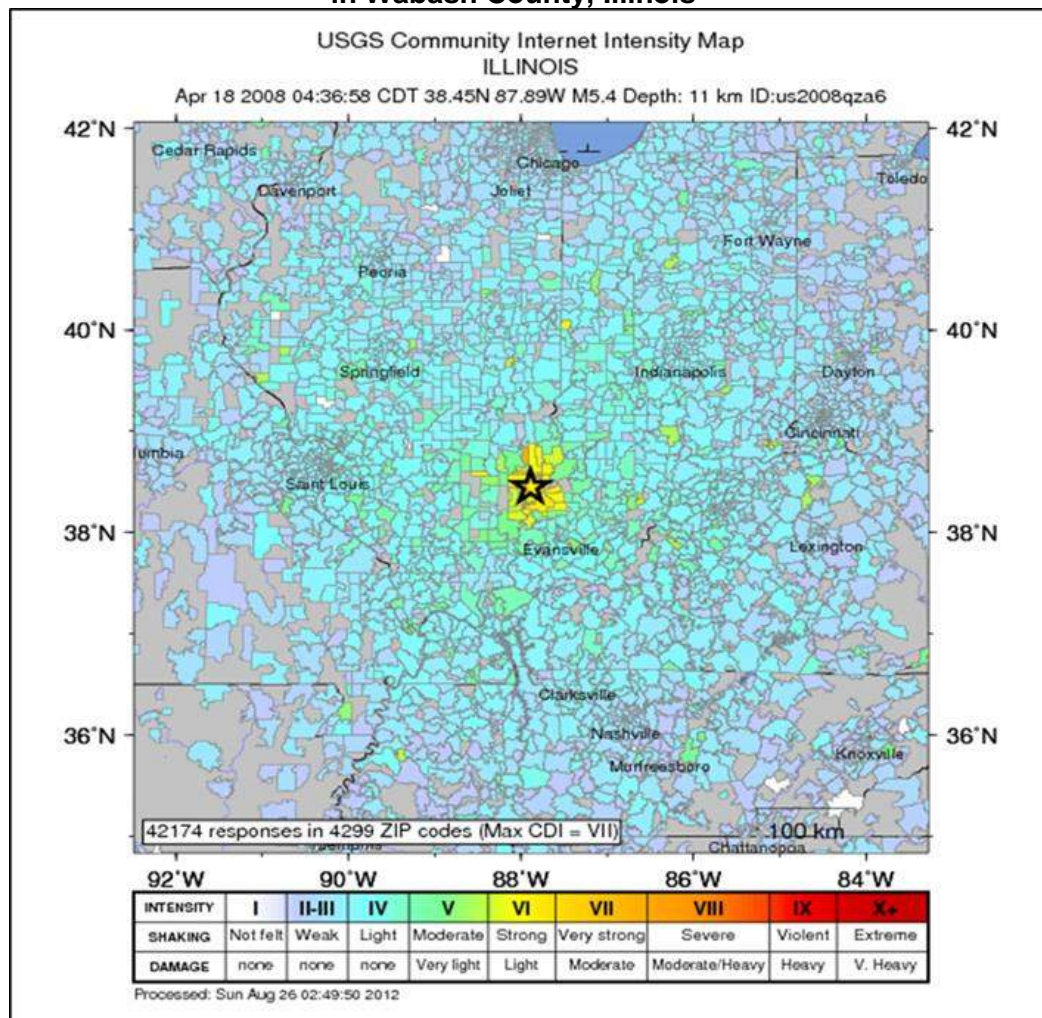 in Wabash County, Illinois
USGS Community Internet Intensity Map
ILLINOIS
Apr 18 2008 04:36:58 CDT 38.45N 87.89W M5.4 Depth: 11 km ID:us2008qza6
42°N 42°N
Cedar Rapids
Chicago
Toledo
Davenport
Joliet
Fort Wayne
Peoria
40°N 40°N
Springfield
Indianapolis
Dayton
Cincinnati
umbia
Saint Louis
38°N 38°N
Evansville
Lexington
Clarksville
36°N 36°N
Nashville
Knoxville
Murfreesboro
42174 responses in 4299 ZIP codes (Max CDI = VII)
100 km
Memphis
Chattanooga
92°W 90°W 88°W 86°W 84°W
INTENSITY I II-III IV V VI VII VIII IX X+
SHAKING Not felt Weak Light Moderate Strong Very strong Severe Violent Extreme
DAMAGE none none none Very light Light Moderate Moderate/Heavy Heavy V. Heavy
Processed: Sun Aug 26 02:49:50 2012